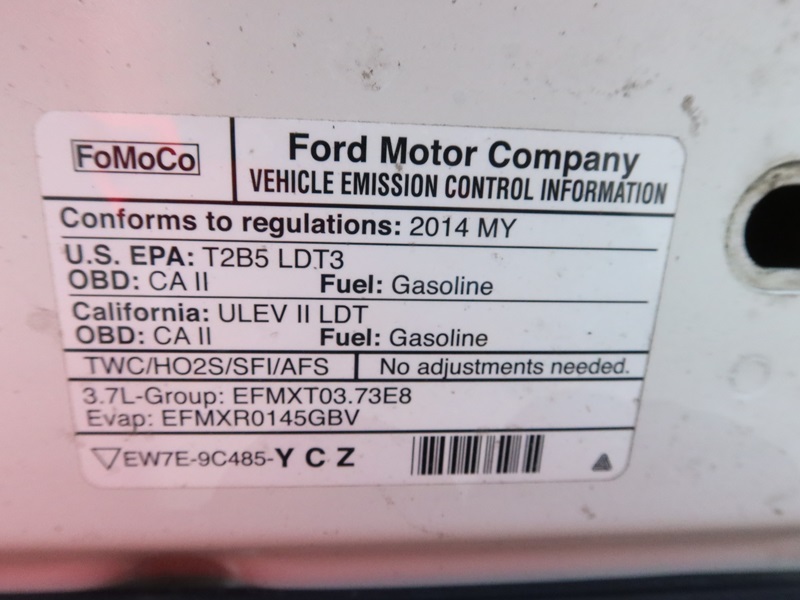 FoMoCo
Ford Motor Company
VEHICLE EMISSION CONTROL INFORMATION
Conforms to regulations: 2014 MY
U.S. EPA: T2B5 LDT3
OBD: CA II Fuel: Gasoline
California: ULEV II LDT
OBD: CA II Fuel: Gasoline
TWC/HO2S/SFI/AFS No adjustments needed.
3.7L-Group: EFMXT03.73E8
Evap: EFMXR0145GBV
EW7E-9C485-Y C Z